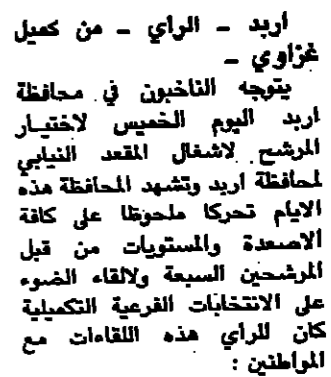 اربد - الراي - من كميل
غزاوي -
يتوجه الناخبون في محافظة
اربد اليوم الخميس لاختيار
المرشح لاشغال المقعد النيابي
لمحافظة اربد وتشهد المحافظة هذه
الايام تحركا ملحوظا على كافة
الاصعدة والمستويات من قبل
المرشحين السبعة ولالقاء الضوء
على الانتخابات الفرعية التكميلية
كان للراي هذه اللقاءات مع
المواطنين :